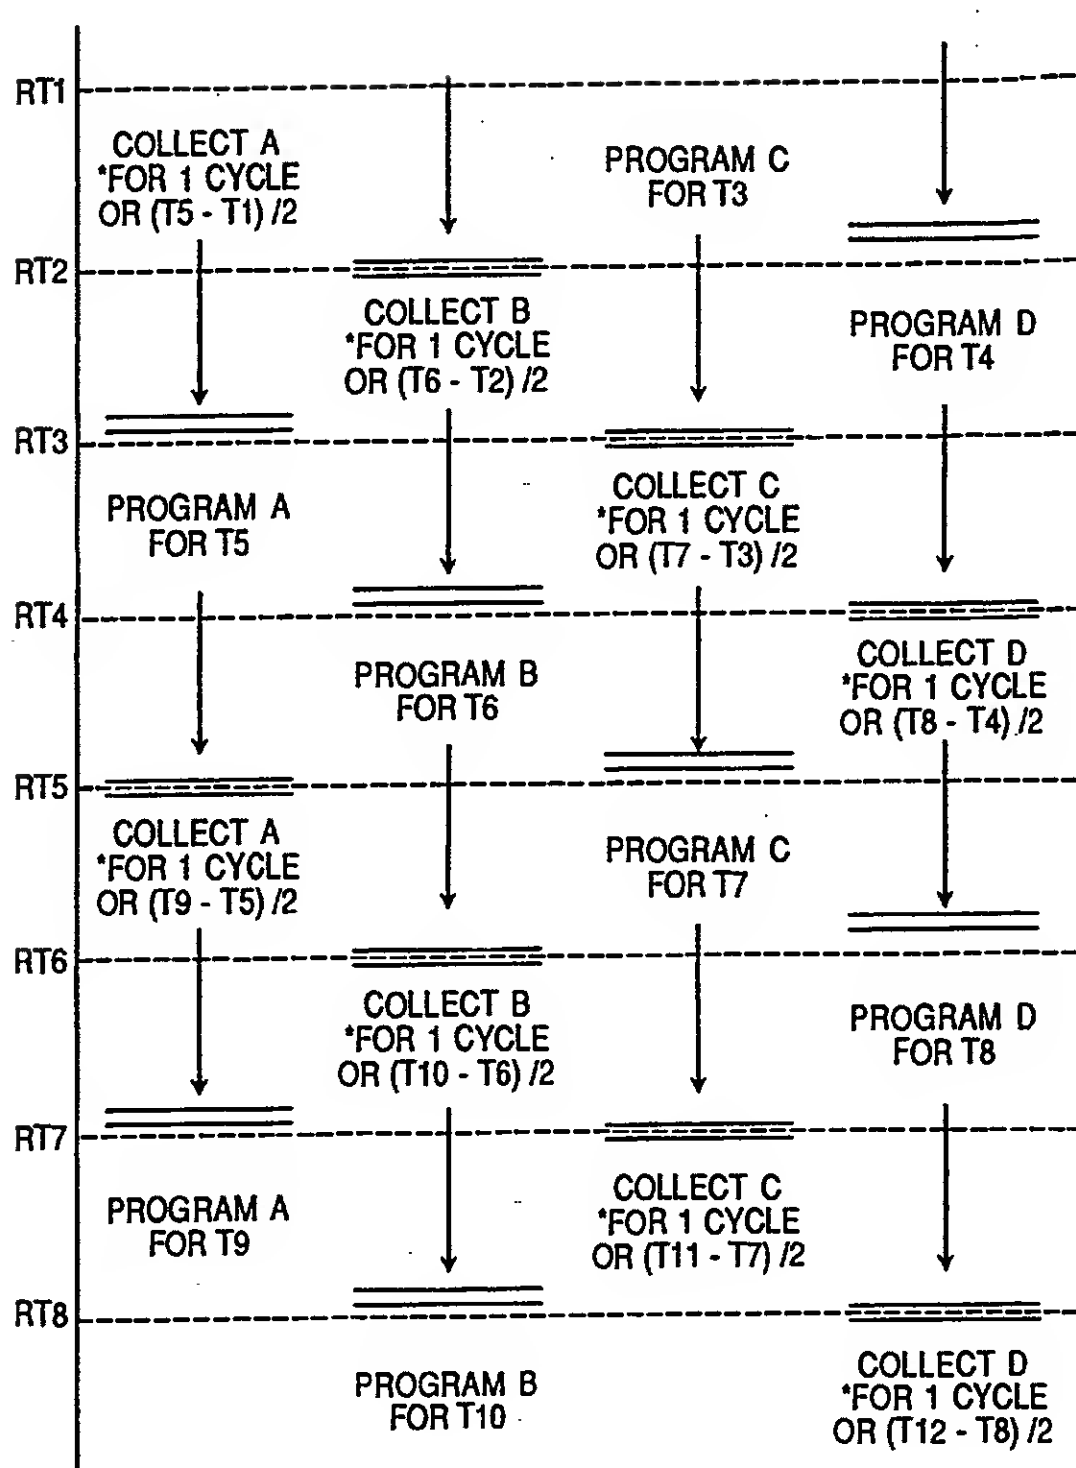 RT1
COLLECT A
*FOR 1 CYCLE
OR (T5 - T1) /2
PROGRAM C
FOR T3
RT2
COLLECT B
*FOR 1 CYCLE
OR (T6 - T2) /2
PROGRAM D
FOR T4
RT3
PROGRAM A
FOR T5
COLLECT C
*FOR 1 CYCLE
OR (T7 - T3) /2
RT4
PROGRAM B
FOR T6
COLLECT D
*FOR 1 CYCLE
OR (T8 - T4) /2
RT5
COLLECT A
*FOR 1 CYCLE
OR (T9 - T5) /2
PROGRAM C
FOR T7
RT6
COLLECT B
*FOR 1 CYCLE
OR (T10 - T6) /2
PROGRAM D
FOR T8
RT7
PROGRAM A
FOR T9
COLLECT C
*FOR 1 CYCLE
OR (T11 - T7) /2
RT8
PROGRAM B
FOR T10
COLLECT D
*FOR 1 CYCLE
OR (T12 - T8) /2